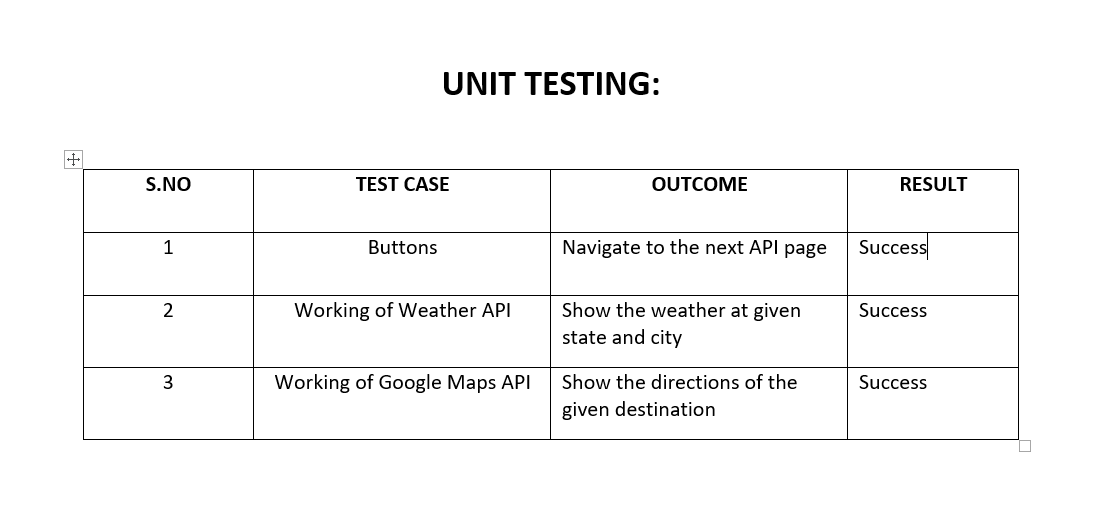 UNIT TESTING:
S.NO TEST CASE OUTCOME RESULT
1 Buttons Navigate to the next API page Success
2 Working of Weather API Show the weather at given Success
state and city
3 Working of Google Maps API Show the directions of the Success
given destination